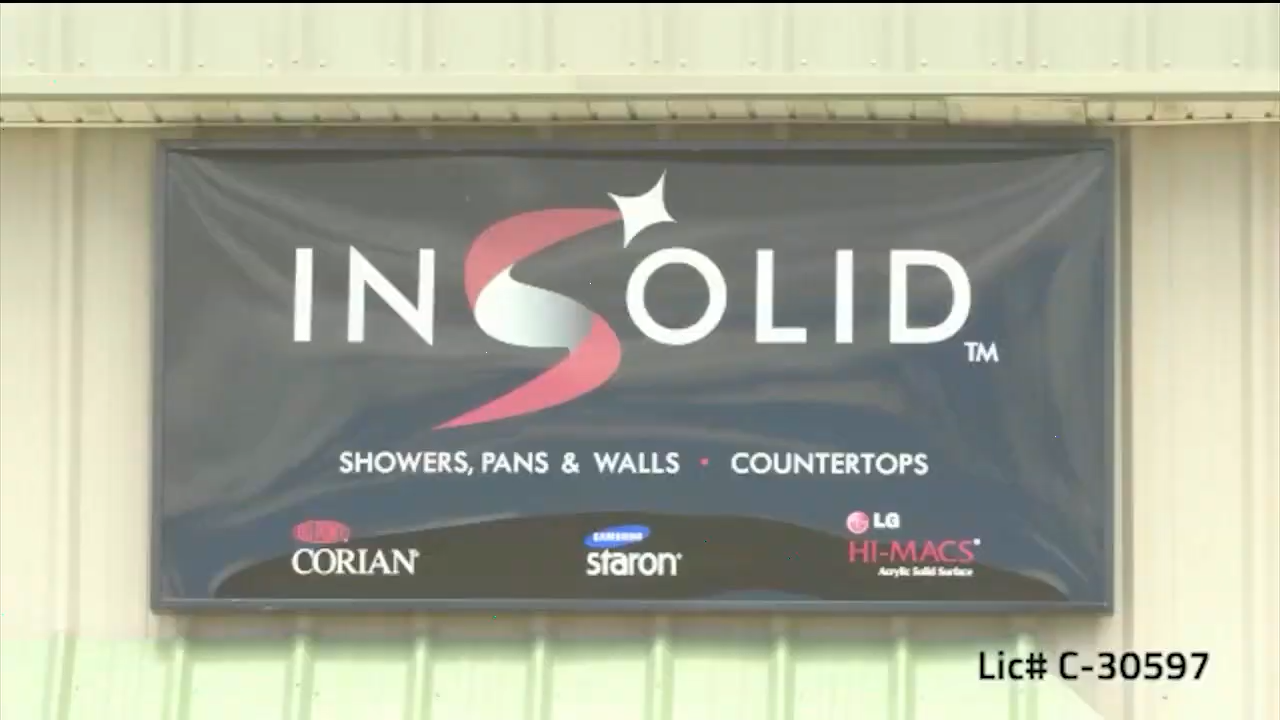 INSOLID
TM
SHOWERS, PANS & WALLS · COUNTERTOPS
CORIAN®
SAMSUNG
staron®
LG
HI-MACS®
Acrylic Solid Surface
Lic# C-30597